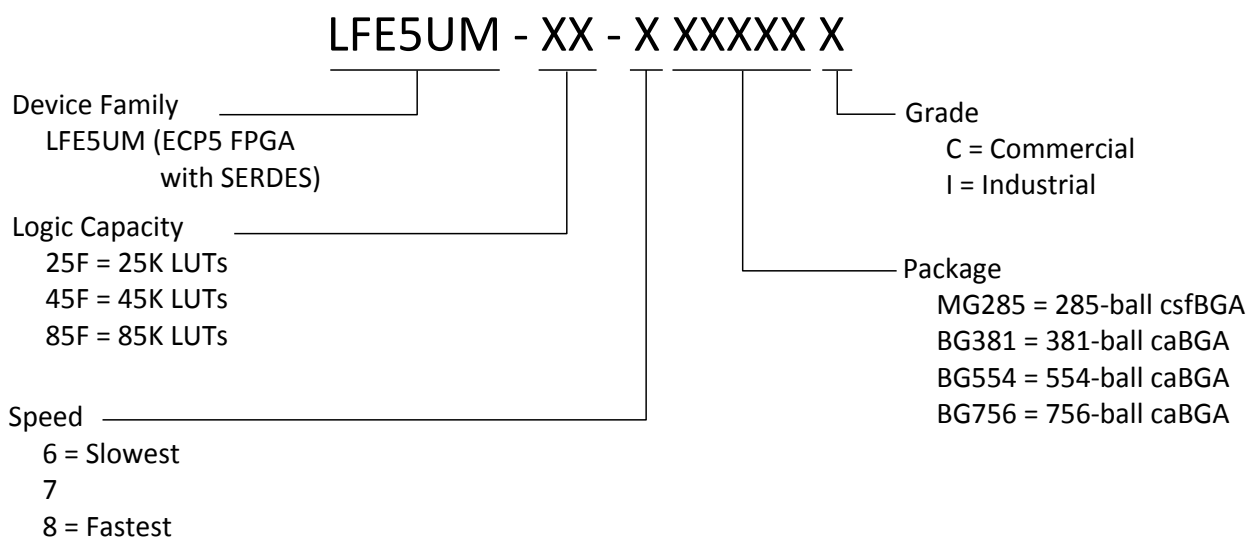 LFE5UM - XX - X XXXXX X
Device Family
LFE5UM (ECP5 FPGA
with SERDES)
Logic Capacity
25F = 25K LUTs
45F = 45K LUTs
85F = 85K LUTs
Speed
6 = Slowest
7
8 = Fastest
Grade
C = Commercial
I = Industrial
Package
MG285 = 285-ball csfBGA
BG381 = 381-ball caBGA
BG554 = 554-ball caBGA
BG756 = 756-ball caBGA